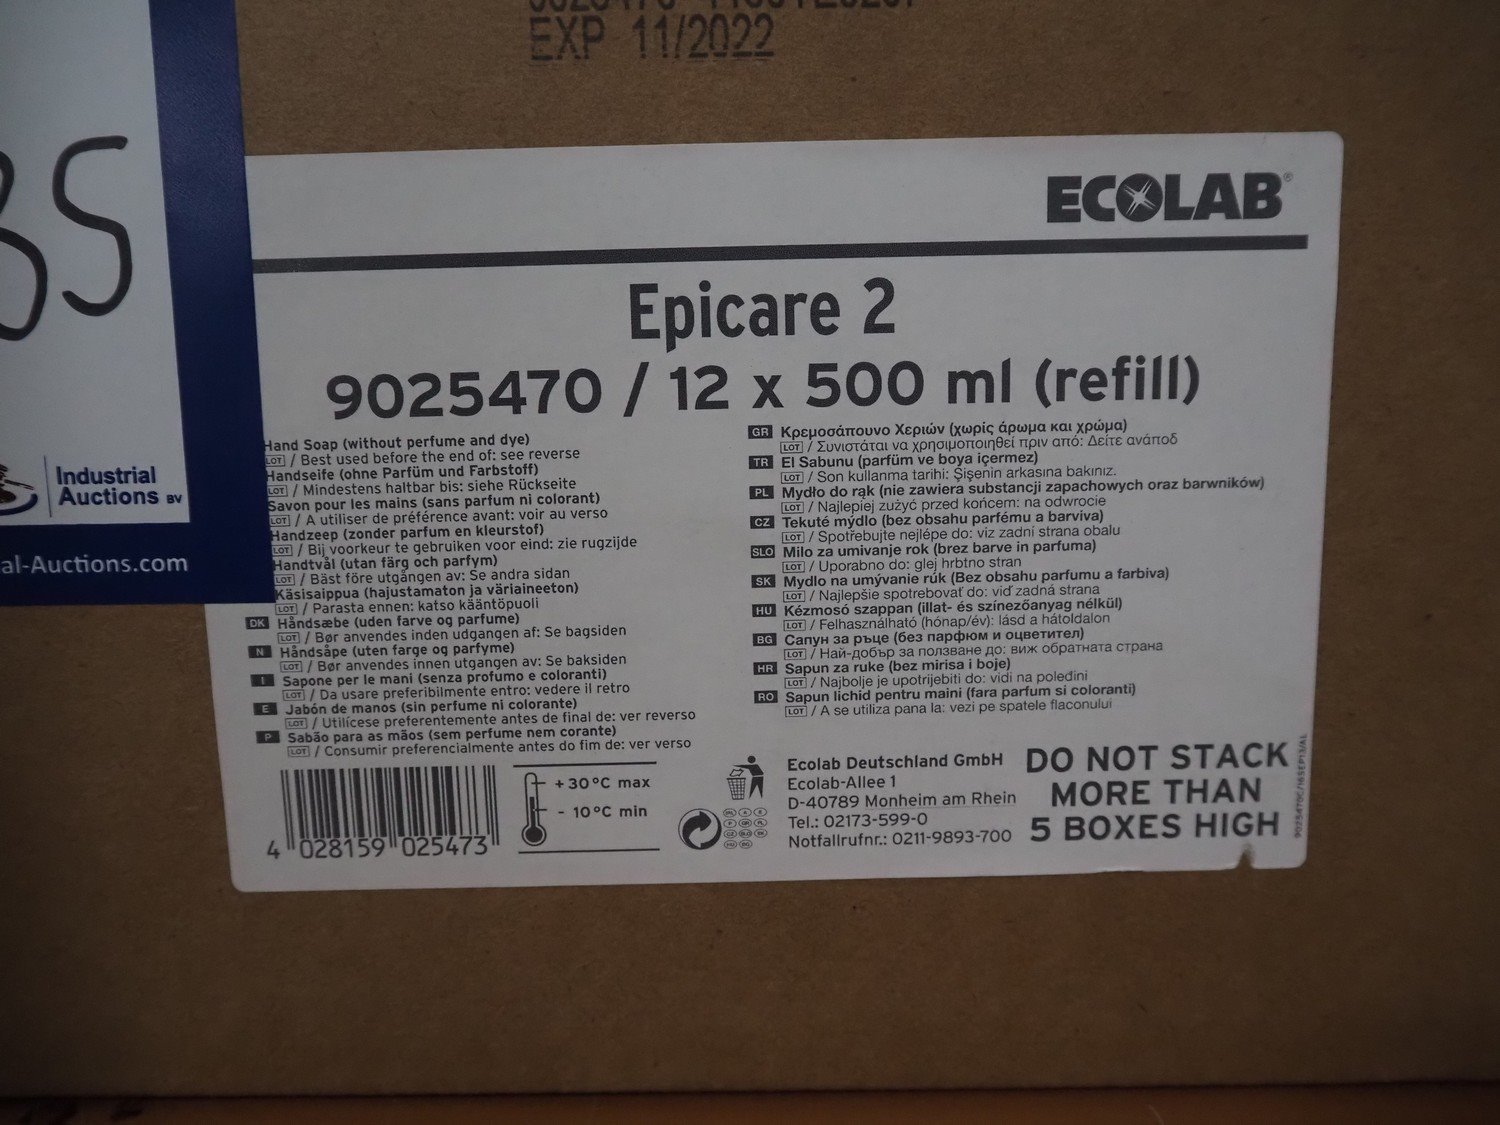 EXP 11/2022
Industrial
Auctions BV
al-Auctions.com
ECOLAB®
Epicare 2
9025470 / 12 x 500 ml (refill)
Hand Soap (without perfume and dye)
LOT / Best used before the end of: see reverse
Handseife (ohne Parfüm und Farbstoff)
LOT / Mindestens haltbar bis: siehe Rückseite
Savon pour les mains (sans parfum ni colorant)
LOT / A utiliser de préférence avant: voir au verso
Handzeep (zonder parfum en kleurstof)
LOT / Bij voorkeur te gebruiken voor eind: zie rugzijde
Handtvål (utan färg och parfym)
LOT / Bäst före utgången av: Se andra sidan
Käsisaippua (hajustamaton ja väriaineeton)
LOT / Parasta ennen: katso kääntöpuoli
DK Håndsæbe (uden farve og parfume)
LOT / Bør anvendes inden udgangen af: Se bagsiden
N Håndsåpe (uten farge og parfyme)
LOT / Bør anvendes innen utgangen av: Se baksiden
I Sapone per le mani (senza profumo e coloranti)
LOT / Da usare preferibilmente entro: vedere il retro
E Jabón de manos (sin perfume ni colorante)
LOT / Utilícese preferentemente antes de final de: ver reverso
P Sabão para as mãos (sem perfume nem corante)
LOT / Consumir preferencialmente antes do fim de: ver verso
GR Κρεμοσάπουνο Χεριών (χωρίς άρωμα και χρώμα)
LOT / Συνιστάται να χρησιμοποιηθεί πριν από: Δείτε ανάποδ
TR El Sabunu (parfüm ve boya içermez)
LOT / Son kullanma tarihi: Şişenin arkasına bakınız.
PL Mydło do rąk (nie zawiera substancji zapachowych oraz barwników)
LOT / Najlepiej zużyć przed końcem: na odwrocie
CZ Tekuté mýdlo (bez obsahu parfému a barviva)
LOT / Spotřebujte nejlépe do: viz zadní strana obalu
SLO Milo za umivanje rok (brez barve in parfuma)
LOT / Uporabno do: glej hrbtno stran
SK Mydlo na umývanie rúk (Bez obsahu parfumu a farbiva)
LOT / Najlepšie spotrebovať do: viď zadná strana
HU Kézmosó szappan (illat- és színezőanyag nélkül)
LOT / Felhasználható (hónap/év): lásd a hátoldalon
BG Сапун за ръце (без парфюм и оцветител)
LOT / Най-добър за ползване до: виж обратната страна
HR Sapun za ruke (bez mirisa i boje)
LOT / Najbolje je upotrijebiti do: vidi na poleđini
RO Sapun lichid pentru maini (fara parfum si coloranti)
LOT / A se utiliza pana la: vezi pe spatele flaconului
4 028159 025473
+30°C max
- 10°C min
Ecolab Deutschland GmbH
Ecolab-Allee 1
D-40789 Monheim am Rhein
Tel.: 02173-599-0
Notfallrufnr.: 0211-9893-700
DO NOT STACK
MORE THAN
5 BOXES HIGH